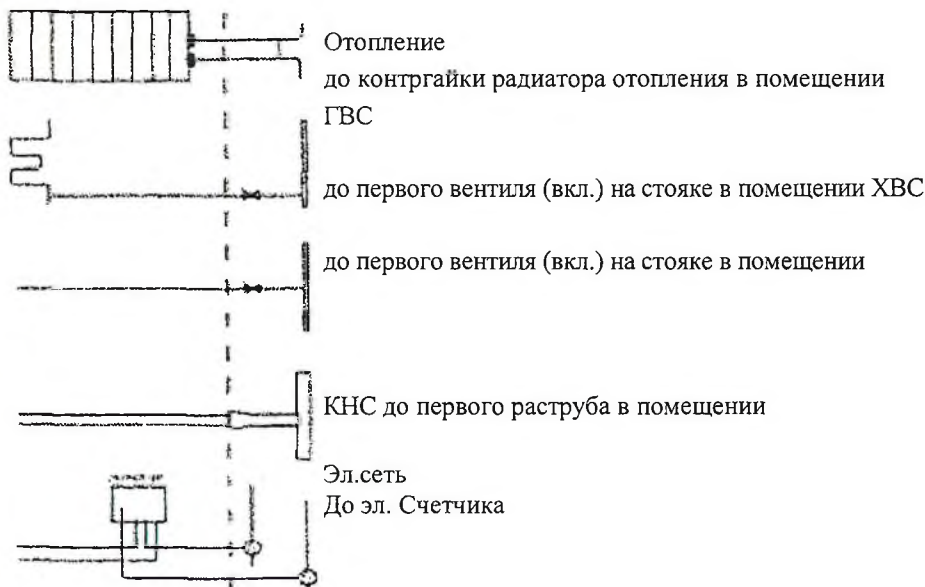 Отопление
до контргайки радиатора отопления в помещении
ГВС
до первого вентиля (вкл.) на стояке в помещении ХВС
до первого вентиля (вкл.) на стояке в помещении
КНС до первого раструба в помещении
Эл.сеть
До эл. Счетчика